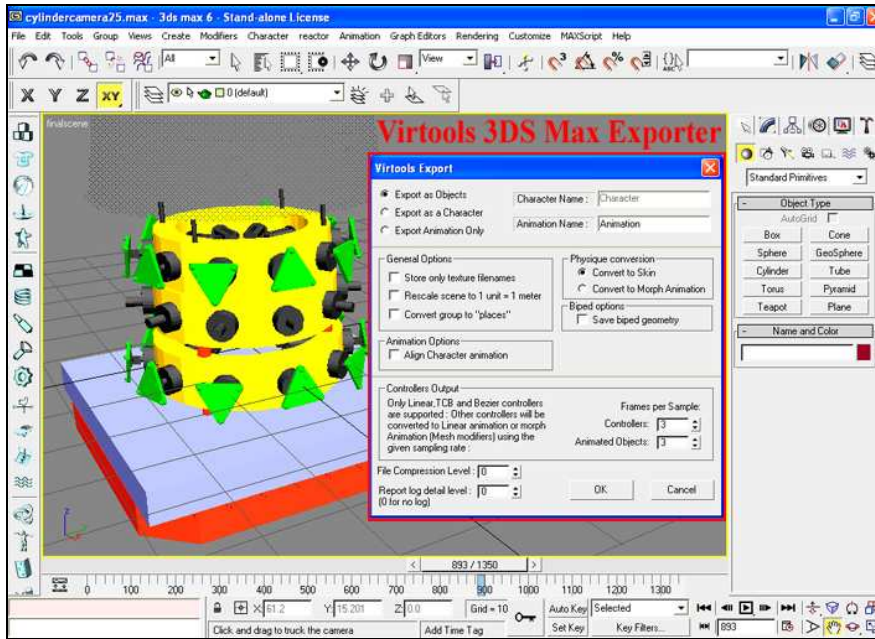 cylindercamera25.max - 3ds max 6 - Stand-alone License
File Edit Tools Group Views Create Modifiers Character reactor Animation Graph Editors Rendering Customize MAXScript Help
All
View
X Y Z XY
0 (default)
finalscene
Virtools 3DS Max Exporter
Virtools Export
Export as Objects
Export as a Character
Export Animation Only
Character Name : Character
Animation Name : Animation
General Options
Store only texture filenames
Rescale scene to 1 unit = 1 meter
Convert group to "places"
Physique conversion
Convert to Skin
Convert to Morph Animation
Biped options
Save biped geometry
Animation Options
Align Character animation
Controllers Output
Only Linear,TCB and Bezier controllers
are supported : Other controllers will be
converted to Linear animation or morph
Animation (Mesh modifiers) using the
given sampling rate :
Frames per Sample:
Controllers: 3
Animated Objects: 3
File Compression Level : 0
Report log detail level : 0
(0 for no log)
OK Cancel
Standard Primitives
- Object Type
AutoGrid
Box Cone
Sphere GeoSphere
Cylinder Tube
Torus Pyramid
Teapot Plane
- Name and Color
z
x
< 893 / 1350 >
0 100 200 300 400 500 600 700 800 900 1000 1100 1200 1300
X: 61.2 Y: 15.201 Z: 0.0 Grid = 10
Auto Key Selected
Click and drag to truck the camera Add Time Tag
Set Key Key Filters... 893